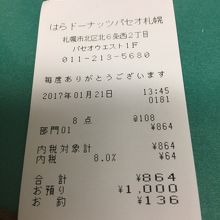 はらドーナッツパセオ札幌
札幌市北区北6条西2丁目
パセオウエスト1F
011-213-5680
毎度ありがとうございます
2017年01月21日 13:45
0181
8点 @108
部門01 ¥864
内税対象計 ¥864
内税 8.0% ¥64
合計 ¥864
お預り ¥1,000
お釣 ¥136